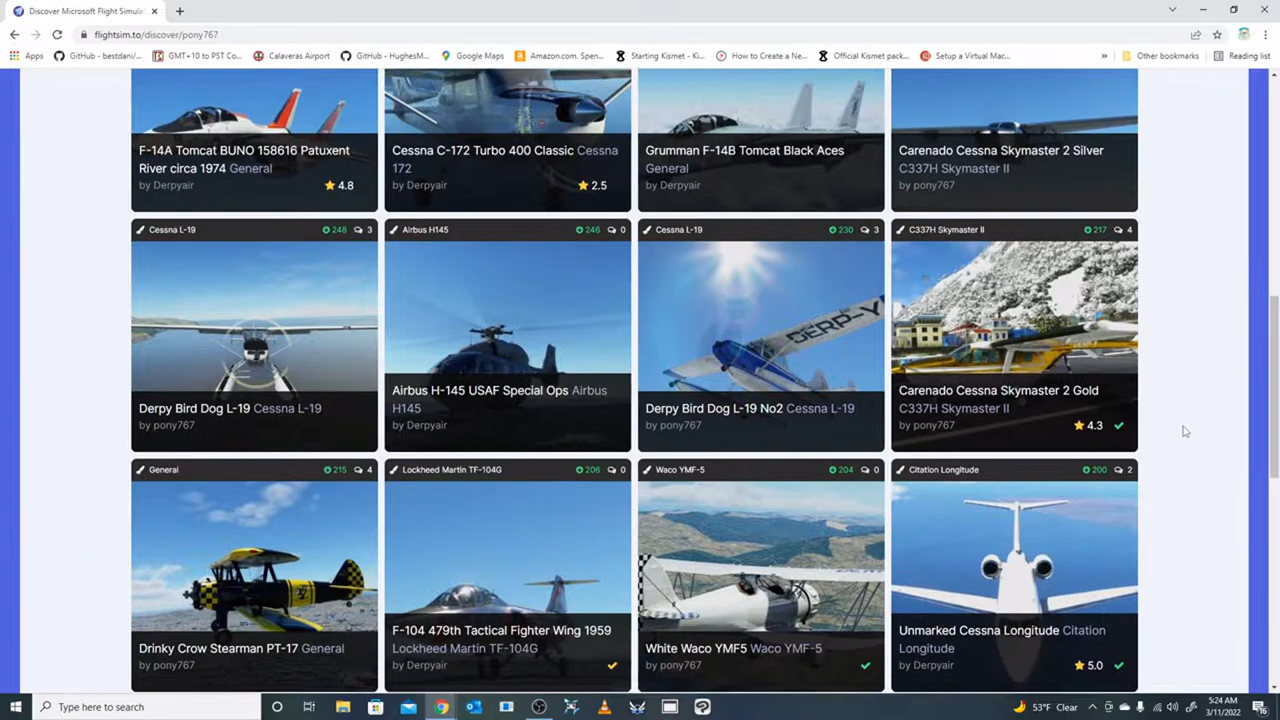 Discover Microsoft Flight Simula
flightsim.to/discover/pony767
Apps
GitHub - bestdani/...
GMT+10 to PST Co...
Calaveras Airport
GitHub - HughesM...
Google Maps
Amazon.com. Spen...
Starting Kismet - Ki...
How to Create a Ne...
Official Kismet pack...
Setup a Virtual Mac...
»
Other bookmarks
Reading list
F-14A Tomcat BUNO 158616 Patuxent
River circa 1974 General
by Derpyair
4.8
Cessna C-172 Turbo 400 Classic Cessna
172
by Derpyair
2.5
Grumman F-14B Tomcat Black Aces
General
by Derpyair
Carenado Cessna Skymaster 2 Silver
C337H Skymaster II
by pony767
Cessna L-19 248 3
DERP-Y
Derpy Bird Dog L-19 Cessna L-19
by pony767
Airbus H145 246 0
Airbus H-145 USAF Special Ops Airbus
H145
by Derpyair
Cessna L-19 230 3
Derpy Bird Dog L-19 No2 Cessna L-19
by pony767
C337H Skymaster II 217 4
Carenado Cessna Skymaster 2 Gold
C337H Skymaster II
by pony767
4.3
General 215 4
Drinky Crow Stearman PT-17 General
by pony767
Lockheed Martin TF-104G 206 0
F-104 479th Tactical Fighter Wing 1959
Lockheed Martin TF-104G
by Derpyair
Waco YMF-5 204 0
White Waco YMF5 Waco YMF-5
by pony767
Citation Longitude 200 2
Unmarked Cessna Longitude Citation
Longitude
by Derpyair
5.0
Type here to search
53°F Clear
5:24 AM
3/11/2022
16